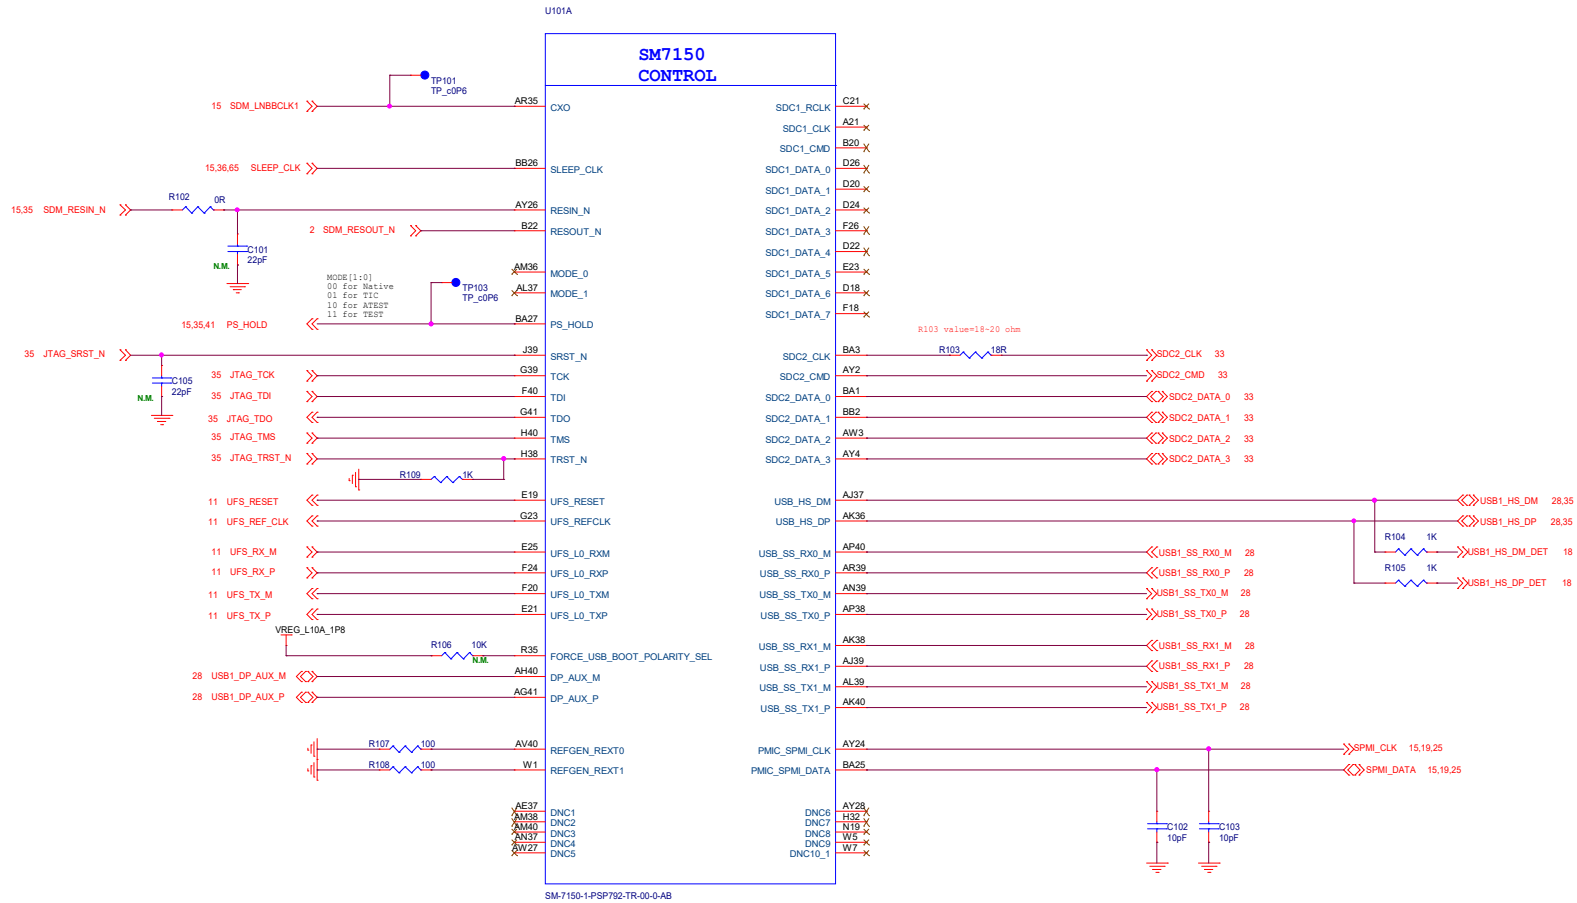 U101A
SM7150
CONTROL
TP101
TP_c0P6
15 SDM_LNBBCLK1
AR35
CXO
15,36,65 SLEEP_CLK
BB26
SLEEP_CLK
R102 0R
15,35 SDM_RESIN_N
AY26
RESIN_N
2 SDM_RESOUT_N
B22
RESOUT_N
C101
22pF
N.M.
AM36
MODE_0
MODE[1:0]
00 for Native
01 for TIC
10 for ATEST
11 for TEST
TP103
TP_c0P6
AL37
MODE_1
15,35,41 PS_HOLD
BA27
PS_HOLD
35 JTAG_SRST_N
J39
SRST_N
C105
22pF
N.M.
35 JTAG_TCK
G39
TCK
35 JTAG_TDI
F40
TDI
35 JTAG_TDO
G41
TDO
35 JTAG_TMS
H40
TMS
35 JTAG_TRST_N
H38
TRST_N
R109 1K
11 UFS_RESET
E19
UFS_RESET
11 UFS_REF_CLK
G23
UFS_REFCLK
11 UFS_RX_M
E25
UFS_L0_RXM
11 UFS_RX_P
F24
UFS_L0_RXP
11 UFS_TX_M
F20
UFS_L0_TXM
11 UFS_TX_P
E21
UFS_L0_TXP
VREG_L10A_1P8
R106 10K
N.M.
R35
FORCE_USB_BOOT_POLARITY_SEL
28 USB1_DP_AUX_M
AH40
DP_AUX_M
28 USB1_DP_AUX_P
AG41
DP_AUX_P
R107 100
AV40
REFGEN_REXT0
R108 100
W1
REFGEN_REXT1
AE37
DNC1
AM38
DNC2
AM40
DNC3
AN37
DNC4
AW27
DNC5
SDC1_RCLK
C21
SDC1_CLK
A21
SDC1_CMD
B20
SDC1_DATA_0
D26
SDC1_DATA_1
D20
SDC1_DATA_2
D24
SDC1_DATA_3
F26
SDC1_DATA_4
D22
SDC1_DATA_5
E23
SDC1_DATA_6
D18
SDC1_DATA_7
F18
R103 value=18~20 ohm
SDC2_CLK
BA3
R103 18R
SDC2_CLK 33
SDC2_CMD
AY2
SDC2_CMD 33
SDC2_DATA_0
BA1
SDC2_DATA_0 33
SDC2_DATA_1
BB2
SDC2_DATA_1 33
SDC2_DATA_2
AW3
SDC2_DATA_2 33
SDC2_DATA_3
AY4
SDC2_DATA_3 33
USB_HS_DM
AJ37
USB1_HS_DM 28,35
USB_HS_DP
AK36
USB1_HS_DP 28,35
R104 1K
USB1_HS_DM_DET 18
R105 1K
USB1_HS_DP_DET 18
USB_SS_RX0_M
AP40
USB1_SS_RX0_M 28
USB_SS_RX0_P
AR39
USB1_SS_RX0_P 28
USB_SS_TX0_M
AN39
USB1_SS_TX0_M 28
USB_SS_TX0_P
AP38
USB1_SS_TX0_P 28
USB_SS_RX1_M
AK38
USB1_SS_RX1_M 28
USB_SS_RX1_P
AJ39
USB1_SS_RX1_P 28
USB_SS_TX1_M
AL39
USB1_SS_TX1_M 28
USB_SS_TX1_P
AK40
USB1_SS_TX1_P 28
PMIC_SPMI_CLK
AY24
SPMI_CLK 15,19,25
PMIC_SPMI_DATA
BA25
SPMI_DATA 15,19,25
C102
10pF
C103
10pF
DNC6
AY28
DNC7
H32
DNC8
N19
DNC9
W5
DNC10_1
W7
SM-7150-1-PSP792-TR-00-0-AB